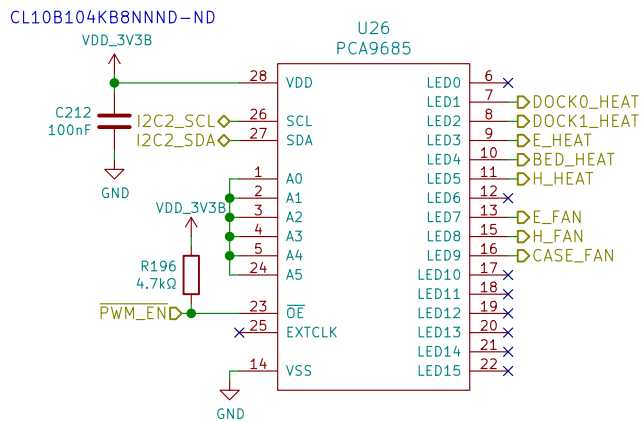 CL10B104KB8NNND-ND
VDD_3V3B
U26
PCA9685
C212
100nF
GND
I2C2_SCL
I2C2_SDA
VDD_3V3B
R196
4.7kΩ
PWM_EN
GND
28 VDD
26 SCL
27 SDA
1 A0
2 A1
3 A2
4 A3
5 A4
24 A5
23 OE
25 EXTCLK
14 VSS
LED0 6
LED1 7 DOCK0_HEAT
LED2 8 DOCK1_HEAT
LED3 9 E_HEAT
LED4 10 BED_HEAT
LED5 11 H_HEAT
LED6 12
LED7 13 E_FAN
LED8 15 H_FAN
LED9 16 CASE_FAN
LED10 17
LED11 18
LED12 19
LED13 20
LED14 21
LED15 22